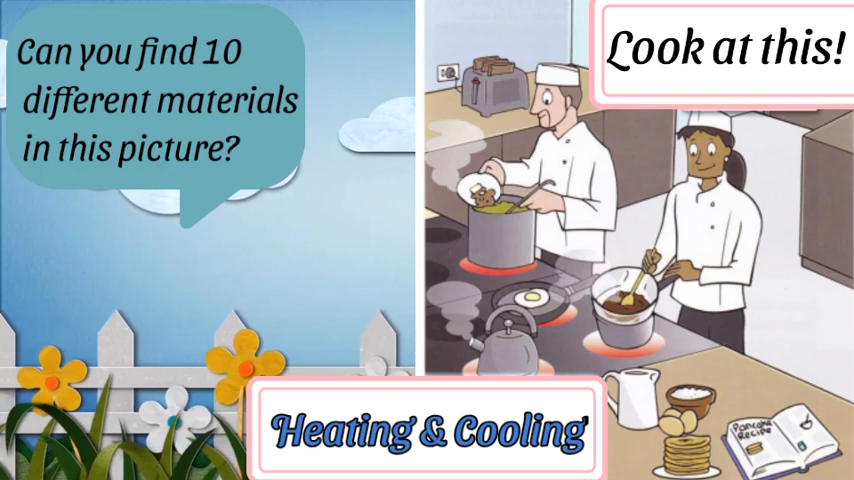 Can you find 10
different materials
in this picture?
Look at this!
Pancake
Recipe
Heating & Cooling